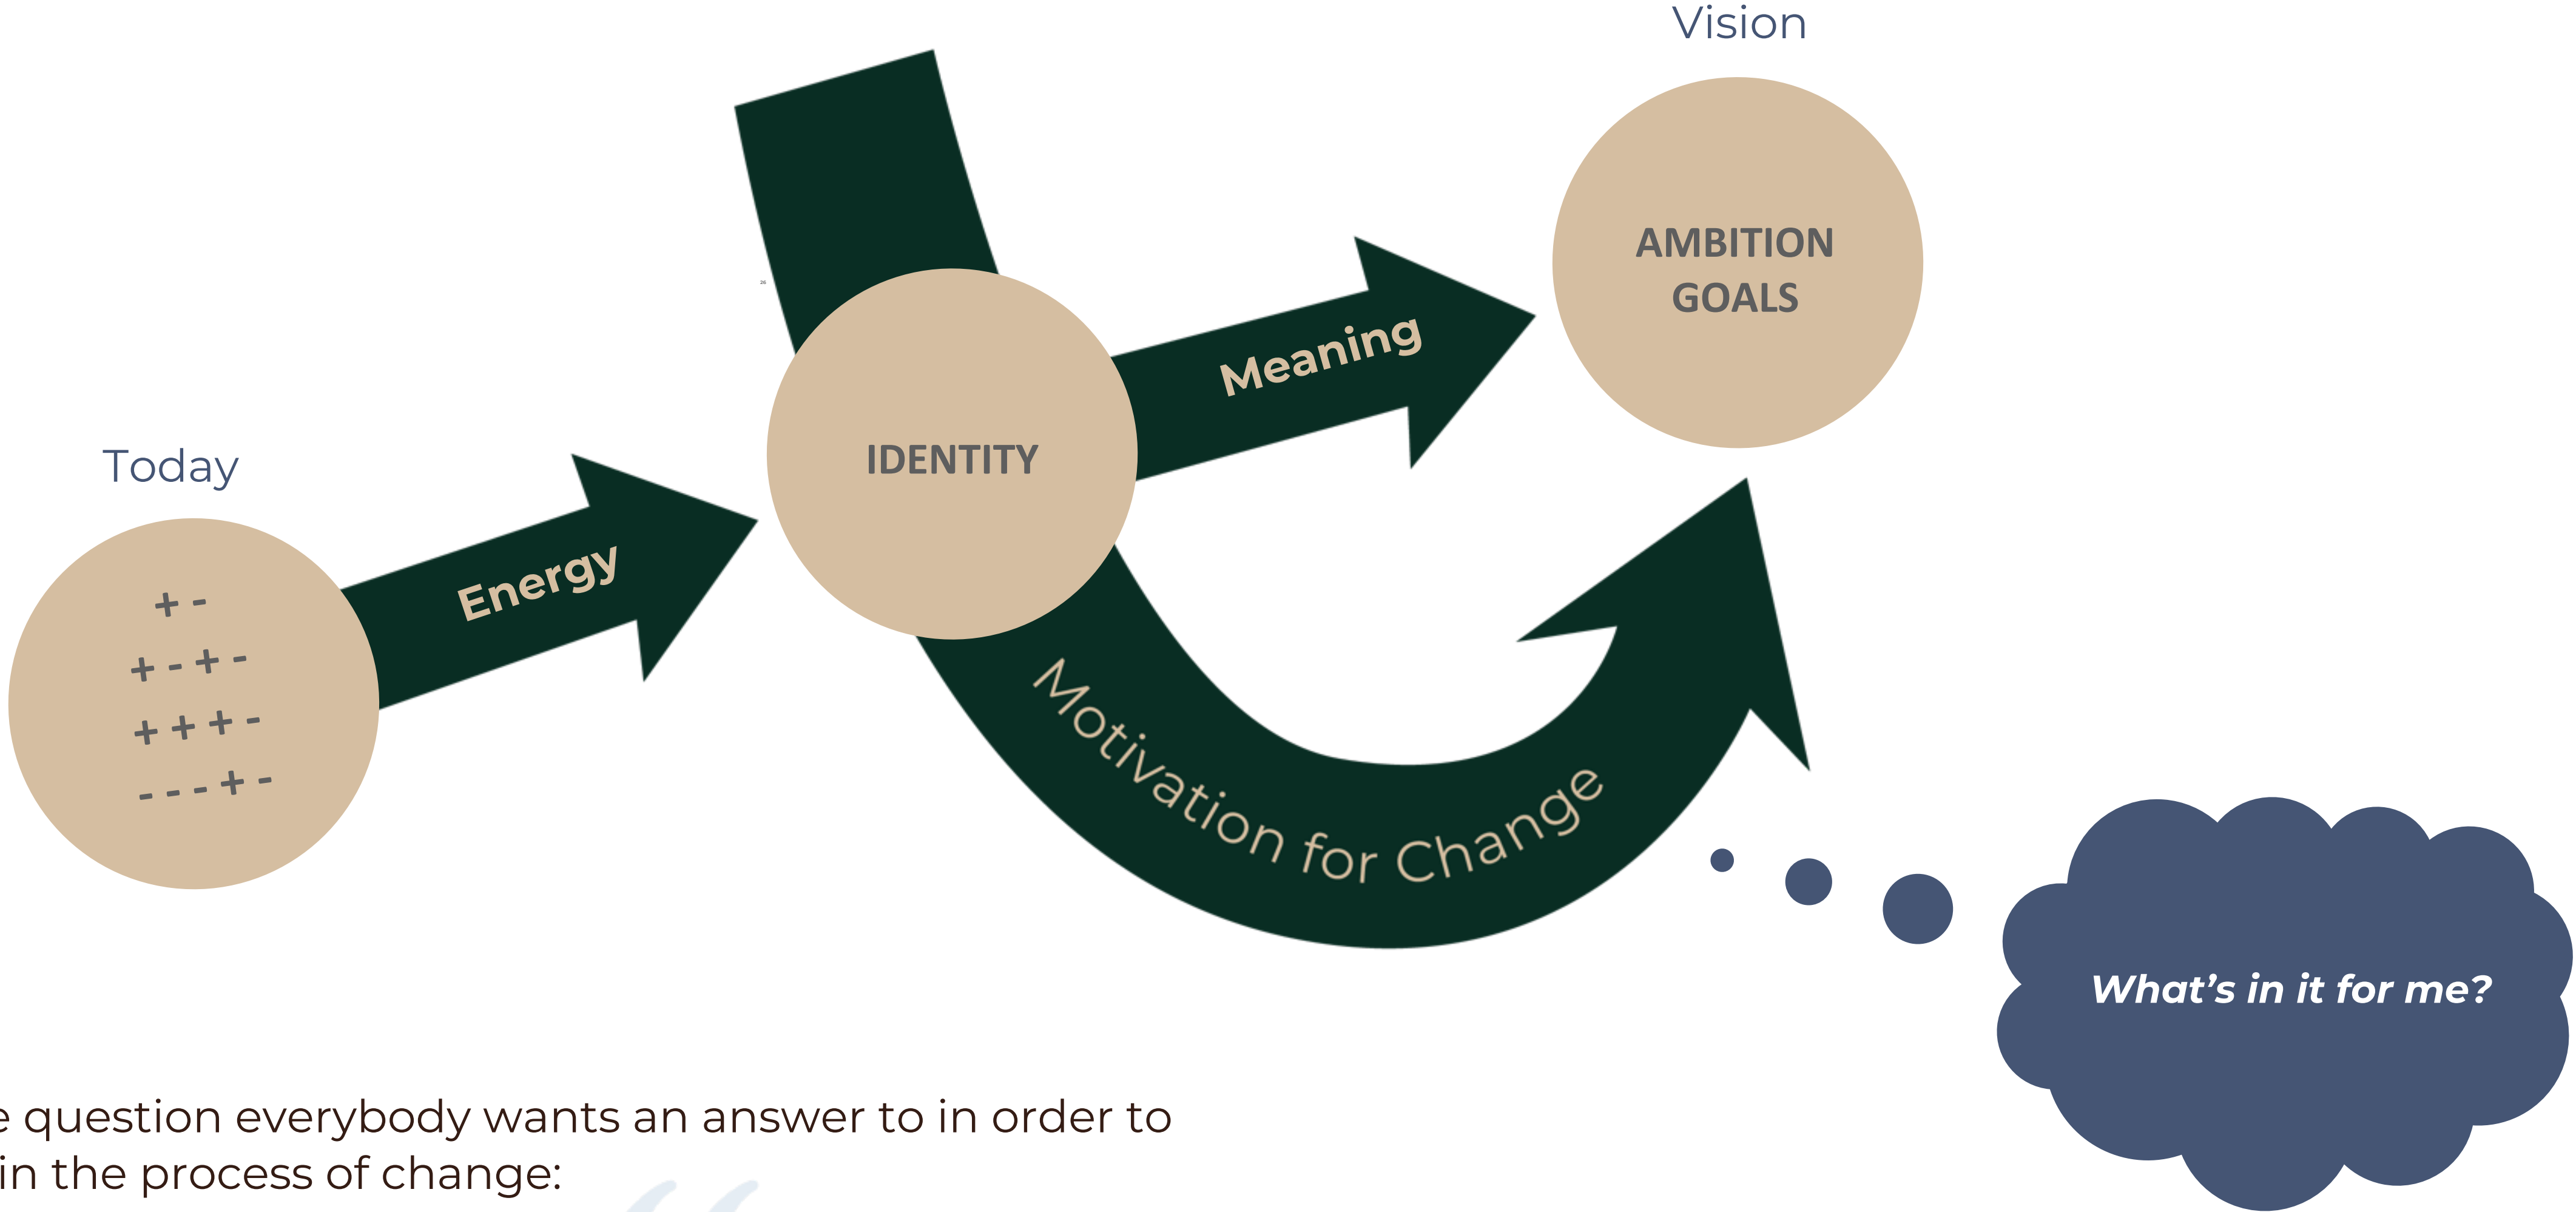 Vision
AMBITION
GOALS
Meaning
26
IDENTITY
Today
Energy
+ -
+ - + -
+ + + -
- - - + -
Motivation for Change
What’s in it for me?
question everybody wants an answer to in order to
in the process of change:
“